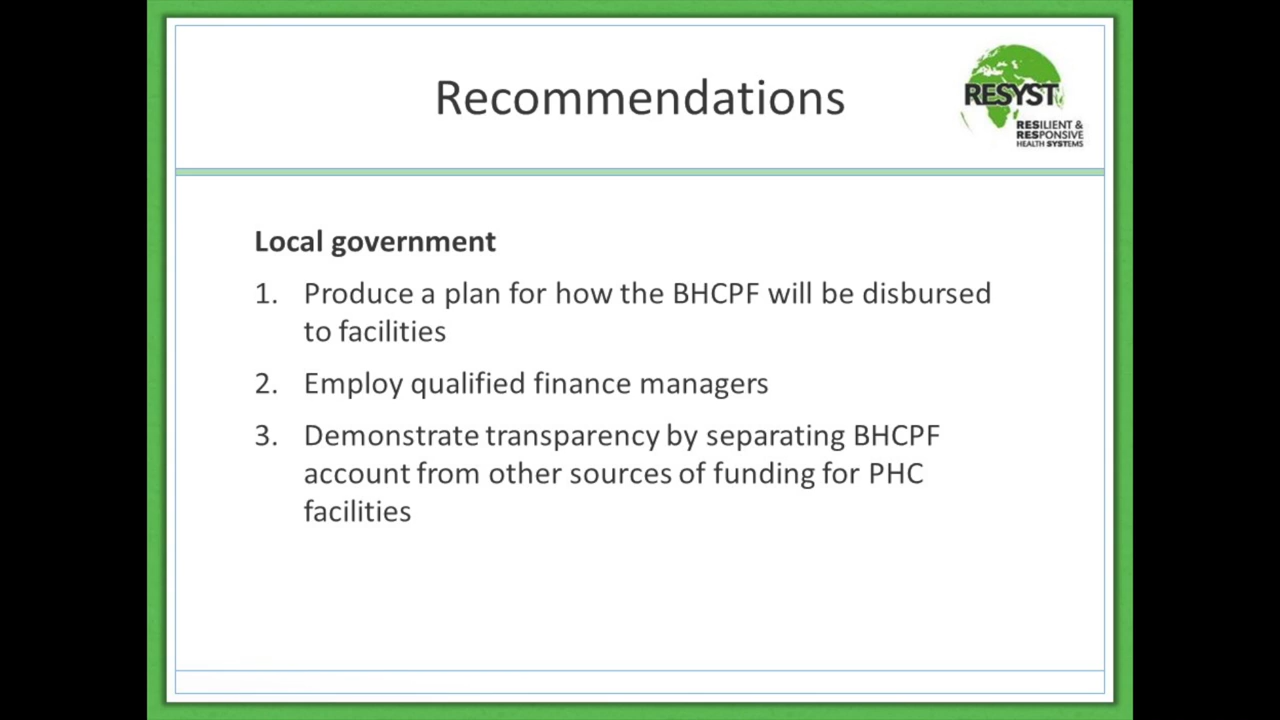 Recommendations
RESYST
RESILIENT &
RESPONSIVE
HEALTH SYSTEMS
Local government
1. Produce a plan for how the BHCPF will be disbursed
to facilities
2. Employ qualified finance managers
3. Demonstrate transparency by separating BHCPF
account from other sources of funding for PHC
facilities